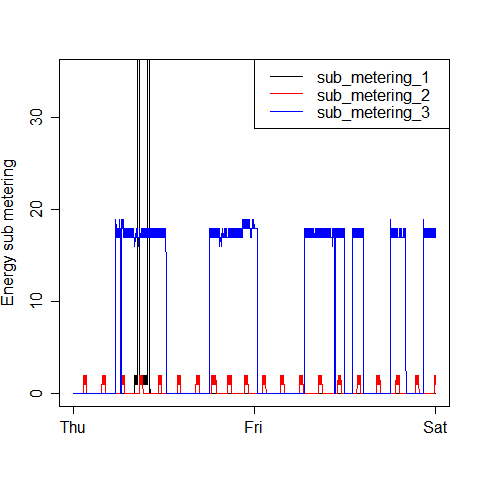 sub_metering_1
sub_metering_2
sub_metering_3
Energy sub metering
30
20
10
0
Thu Fri Sat